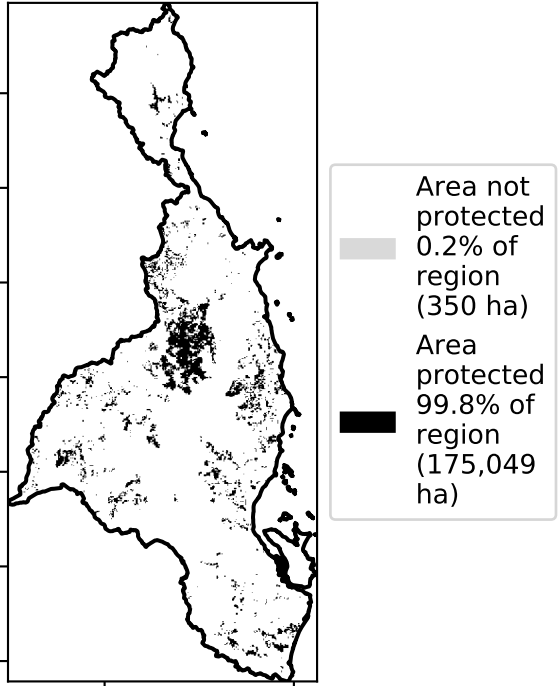 Area not
protected
0.2% of
region
(350 ha)
Area
protected
99.8% of
region
(175,049
ha)